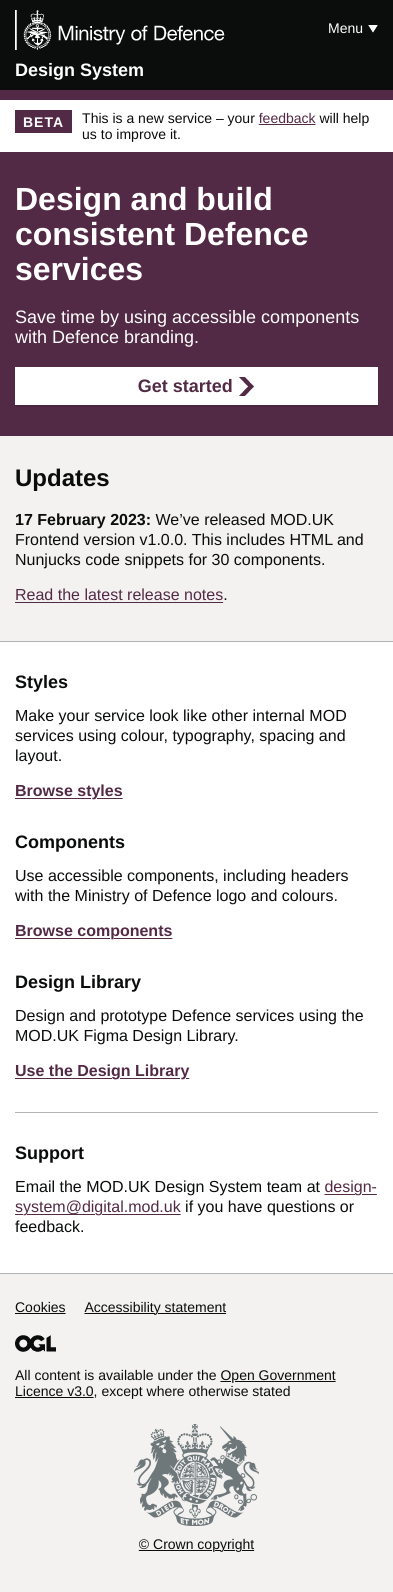 Ministry of Defence
Menu
Design System
BETA
This is a new service – your feedback will help
us to improve it.
Design and build
consistent Defence
services
Save time by using accessible components
with Defence branding.
Get started
Updates
17 February 2023: We’ve released MOD.UK
Frontend version v1.0.0. This includes HTML and
Nunjucks code snippets for 30 components.
Read the latest release notes.
Styles
Make your service look like other internal MOD
services using colour, typography, spacing and
layout.
Browse styles
Components
Use accessible components, including headers
with the Ministry of Defence logo and colours.
Browse components
Design Library
Design and prototype Defence services using the
MOD.UK Figma Design Library.
Use the Design Library
Support
Email the MOD.UK Design System team at design-
system@digital.mod.uk if you have questions or
feedback.
Cookies Accessibility statement
OGL
All content is available under the Open Government
Licence v3.0, except where otherwise stated
DIEU ET MON DROIT
© Crown copyright